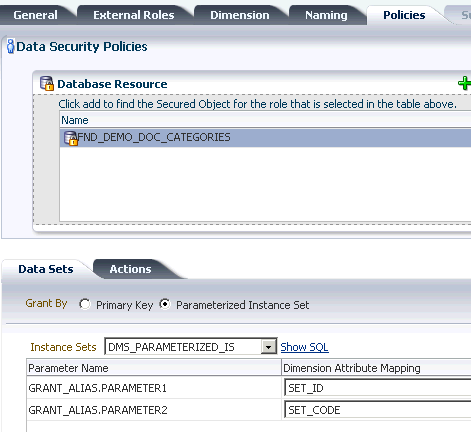 General External Roles Dimension Naming Policies
Data Security Policies
Database Resource
Click add to find the Secured Object for the role that is selected in the table above.
Name
FND_DEMO_DOC_CATEGORIES
Data Sets Actions
Grant By Primary Key Parameterized Instance Set
Instance Sets DMS_PARAMETERIZED_IS Show SQL
Parameter Name Dimension Attribute Mapping
GRANT_ALIAS.PARAMETER1 SET_ID
GRANT_ALIAS.PARAMETER2 SET_CODE